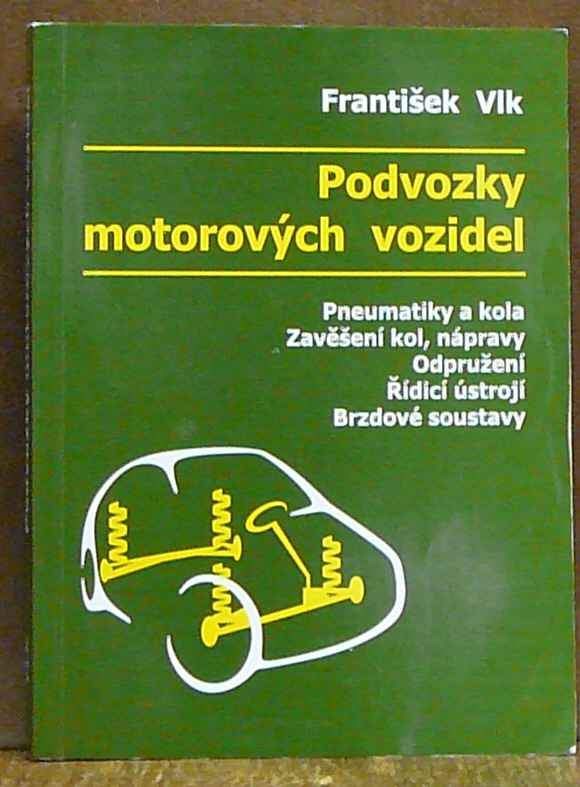 František Vlk
Podvozky
motorových vozidel
Pneumatiky a kola
Zavěšení kol, nápravy
Odpružení
Řídicí ústrojí
Brzdové soustavy